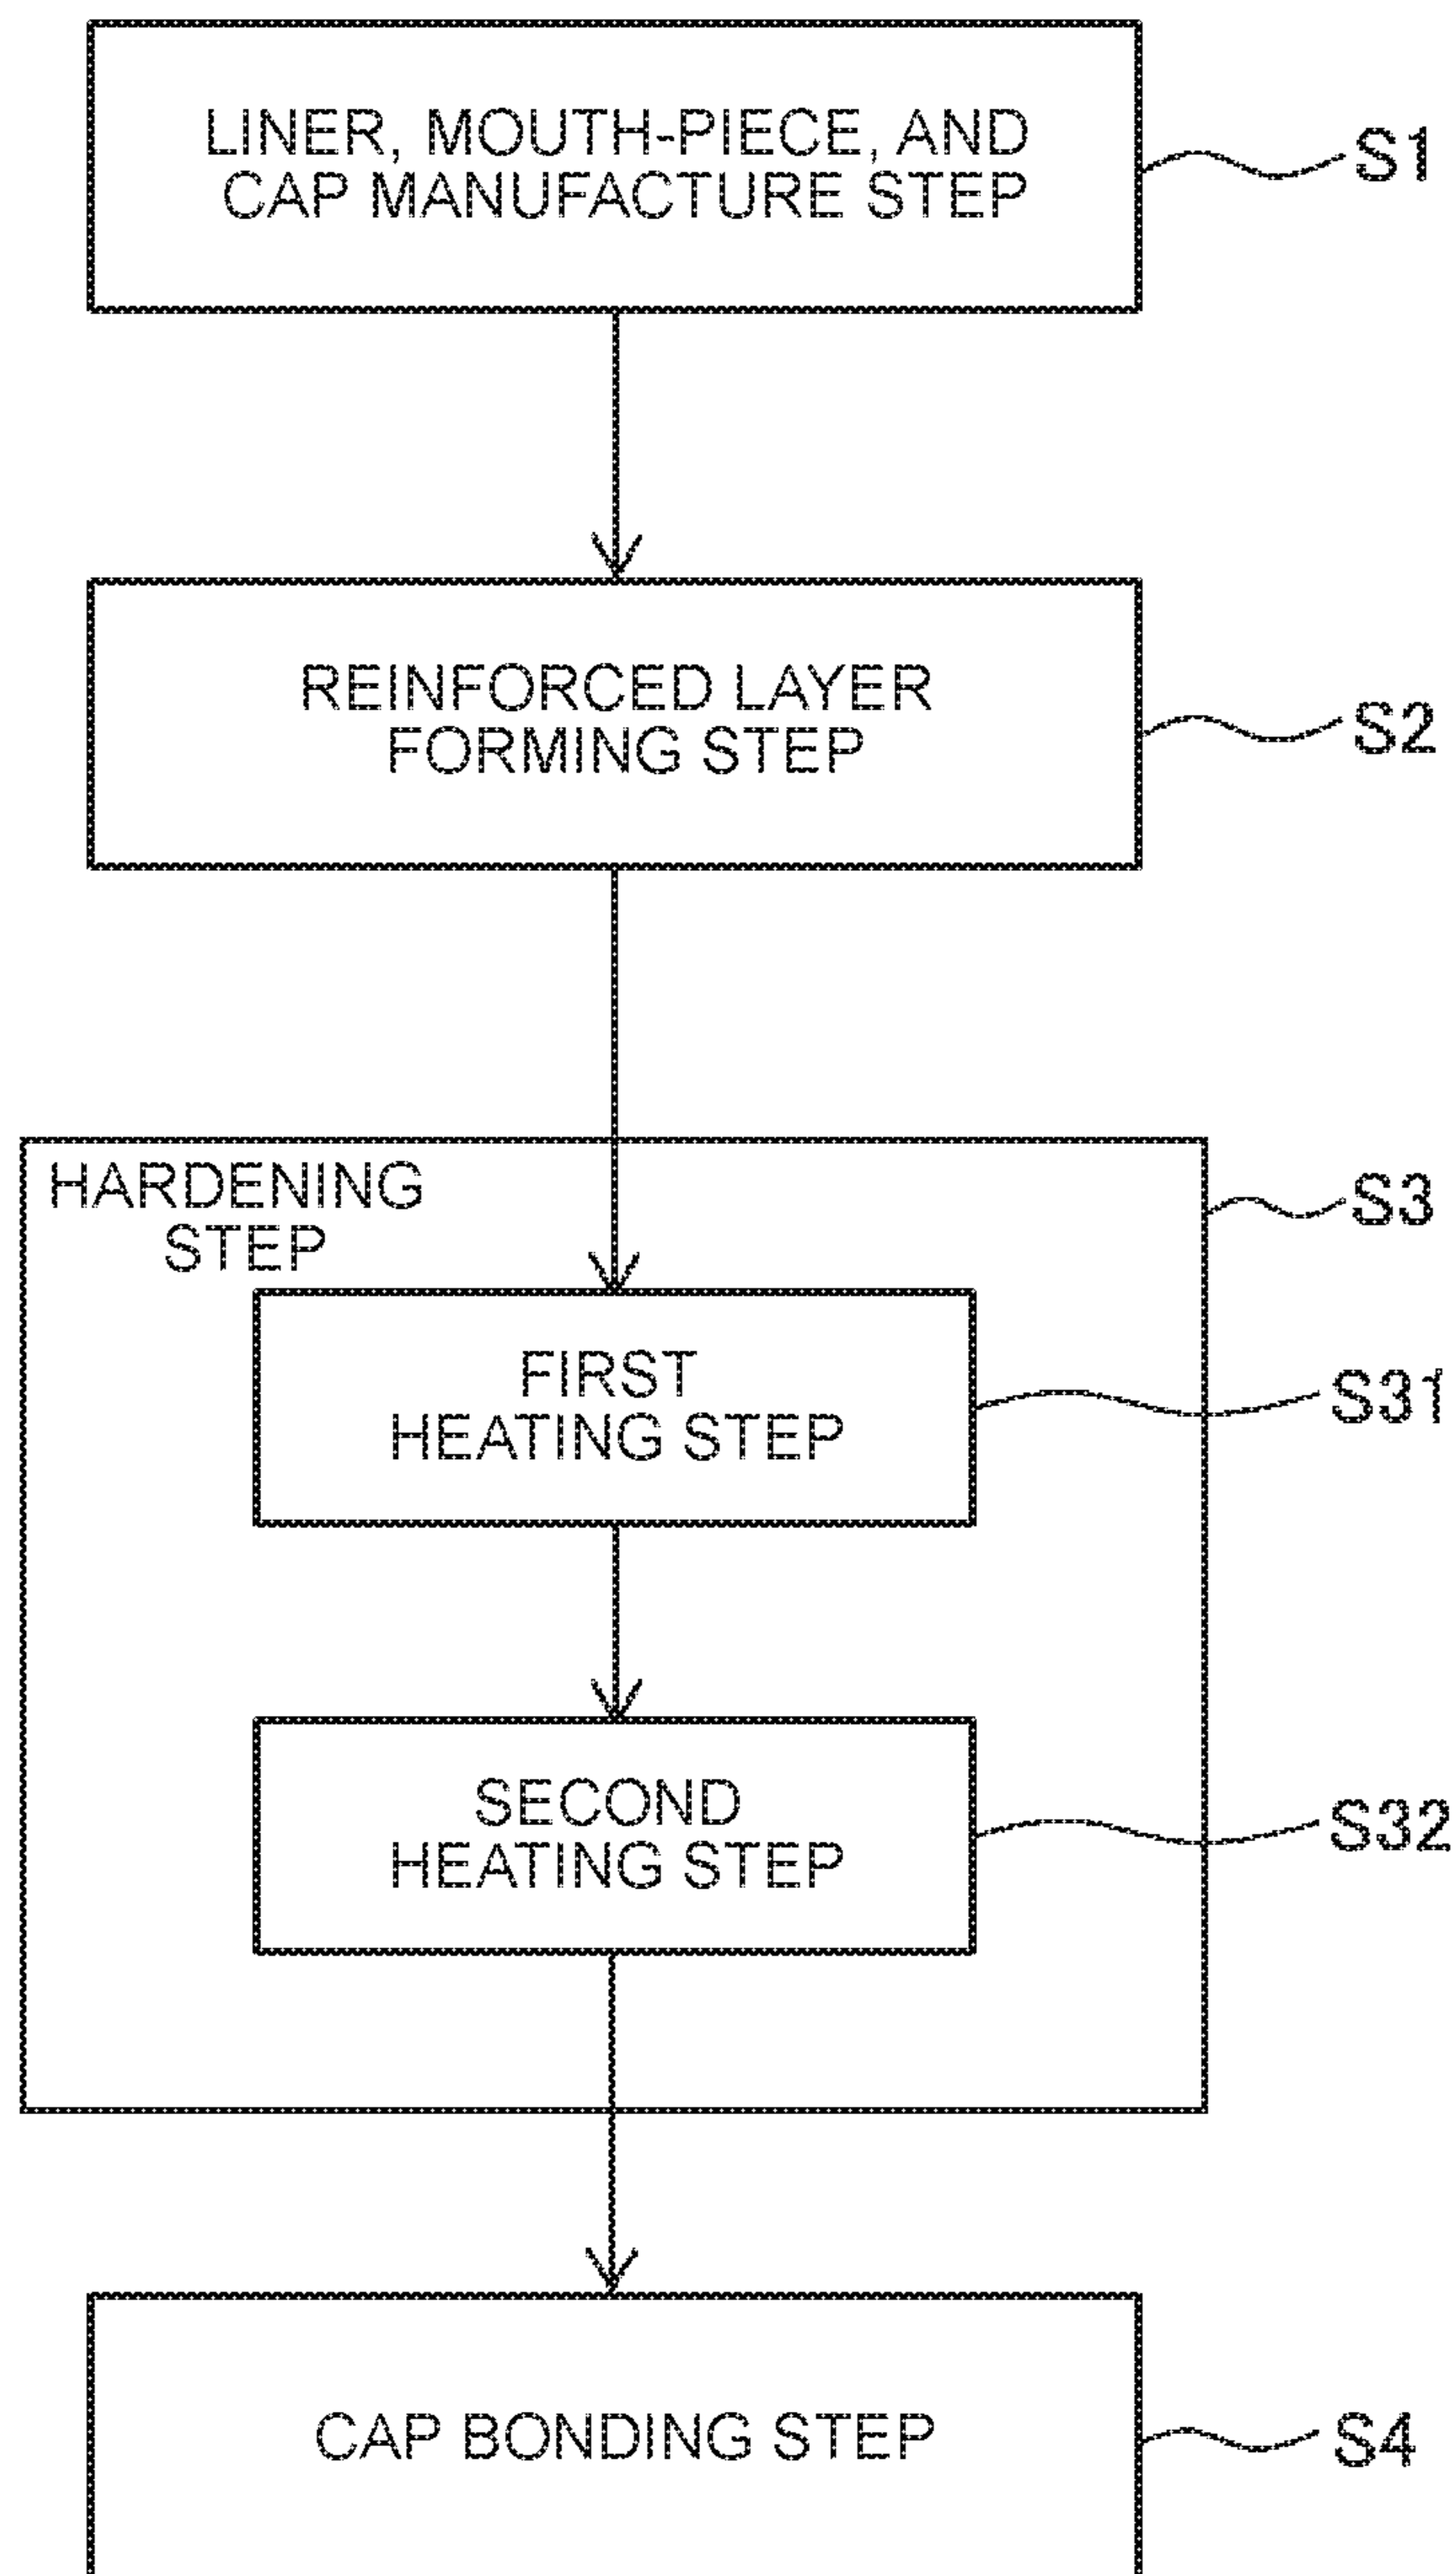 LINER, MOUTH-PIECE, AND
CAP MANUFACTURE STEP
S1
REINFORCED LAYER
FORMING STEP
S2
HARDENING
STEP
S3
FIRST
HEATING STEP
S31
SECOND
HEATING STEP
S32
CAP BONDING STEP
S4